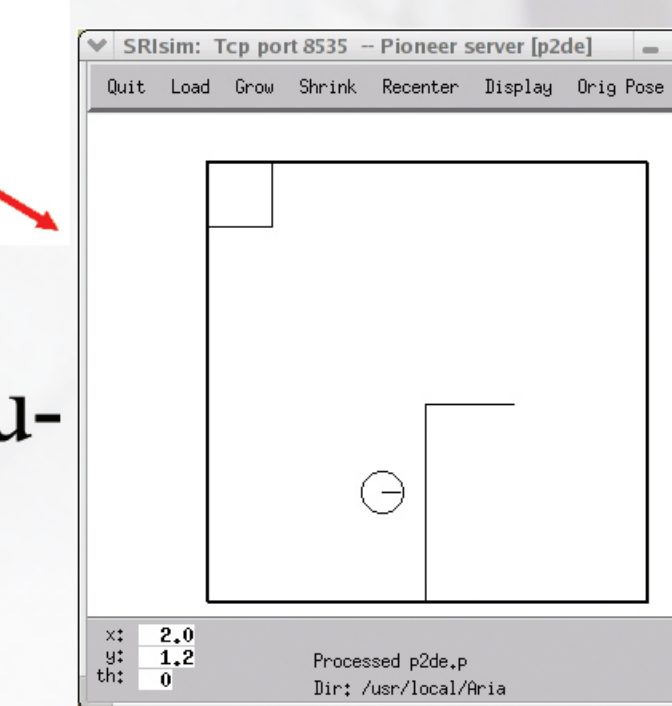 SRIsim: Tcp port 8535 -- Pioneer server [p2de]
Quit Load Grow Shrink Recenter Display Orig Pose
u-
x: 2.0
y: 1.2
th: 0
Processed p2de.p
Dir: /usr/local/Aria